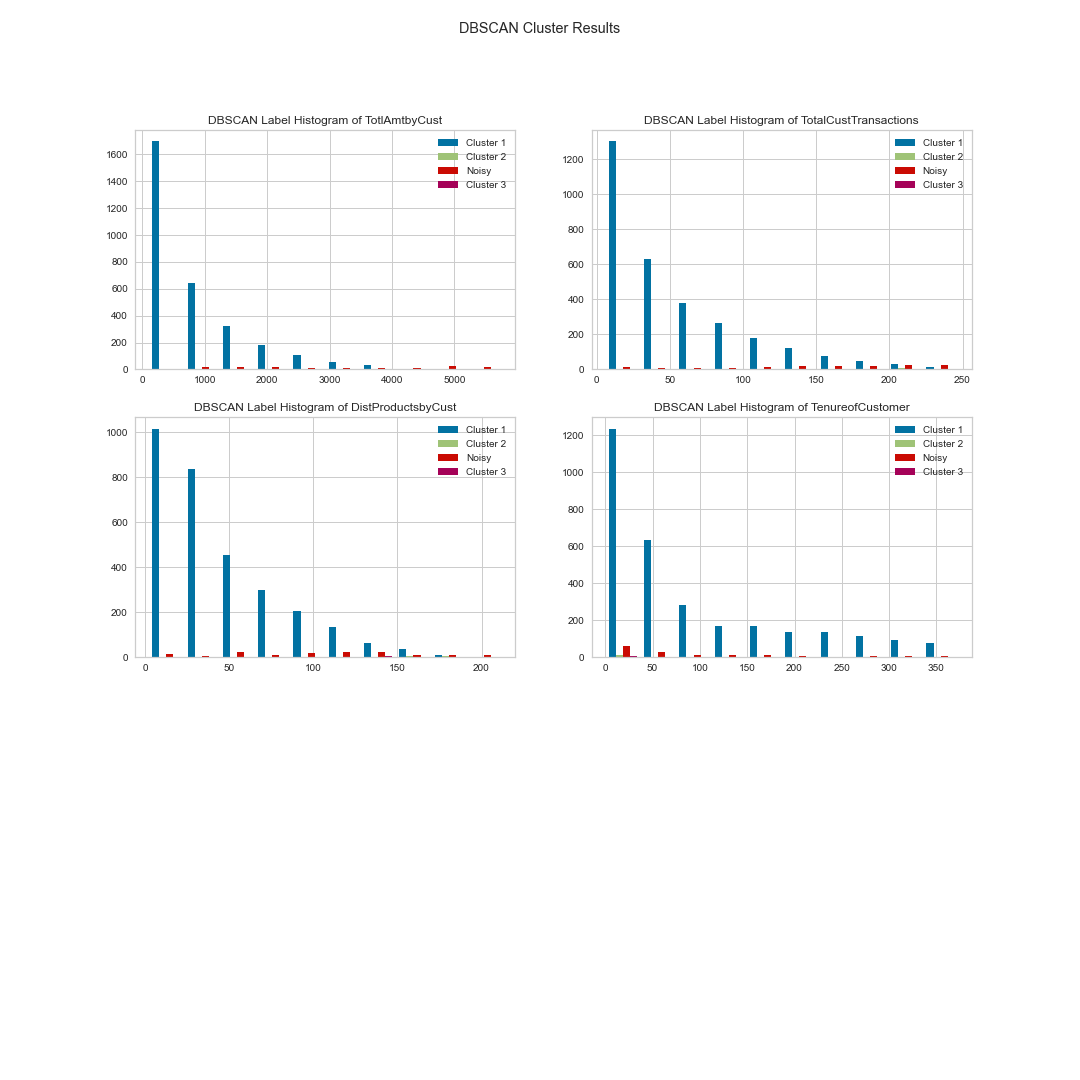 DBSCAN Cluster Results
DBSCAN Label Histogram of TotlAmtbyCust
1600
1400
1200
1000
800
600
400
200
0
0 1000 2000 3000 4000 5000
Cluster 1
Cluster 2
Noisy
Cluster 3
DBSCAN Label Histogram of TotalCustTransactions
1200
1000
800
600
400
200
0
0 50 100 150 200 250
Cluster 1
Cluster 2
Noisy
Cluster 3
DBSCAN Label Histogram of DistProductsbyCust
1000
800
600
400
200
0
0 50 100 150 200
Cluster 1
Cluster 2
Noisy
Cluster 3
DBSCAN Label Histogram of TenureofCustomer
1200
1000
800
600
400
200
0
0 50 100 150 200 250 300 350
Cluster 1
Cluster 2
Noisy
Cluster 3